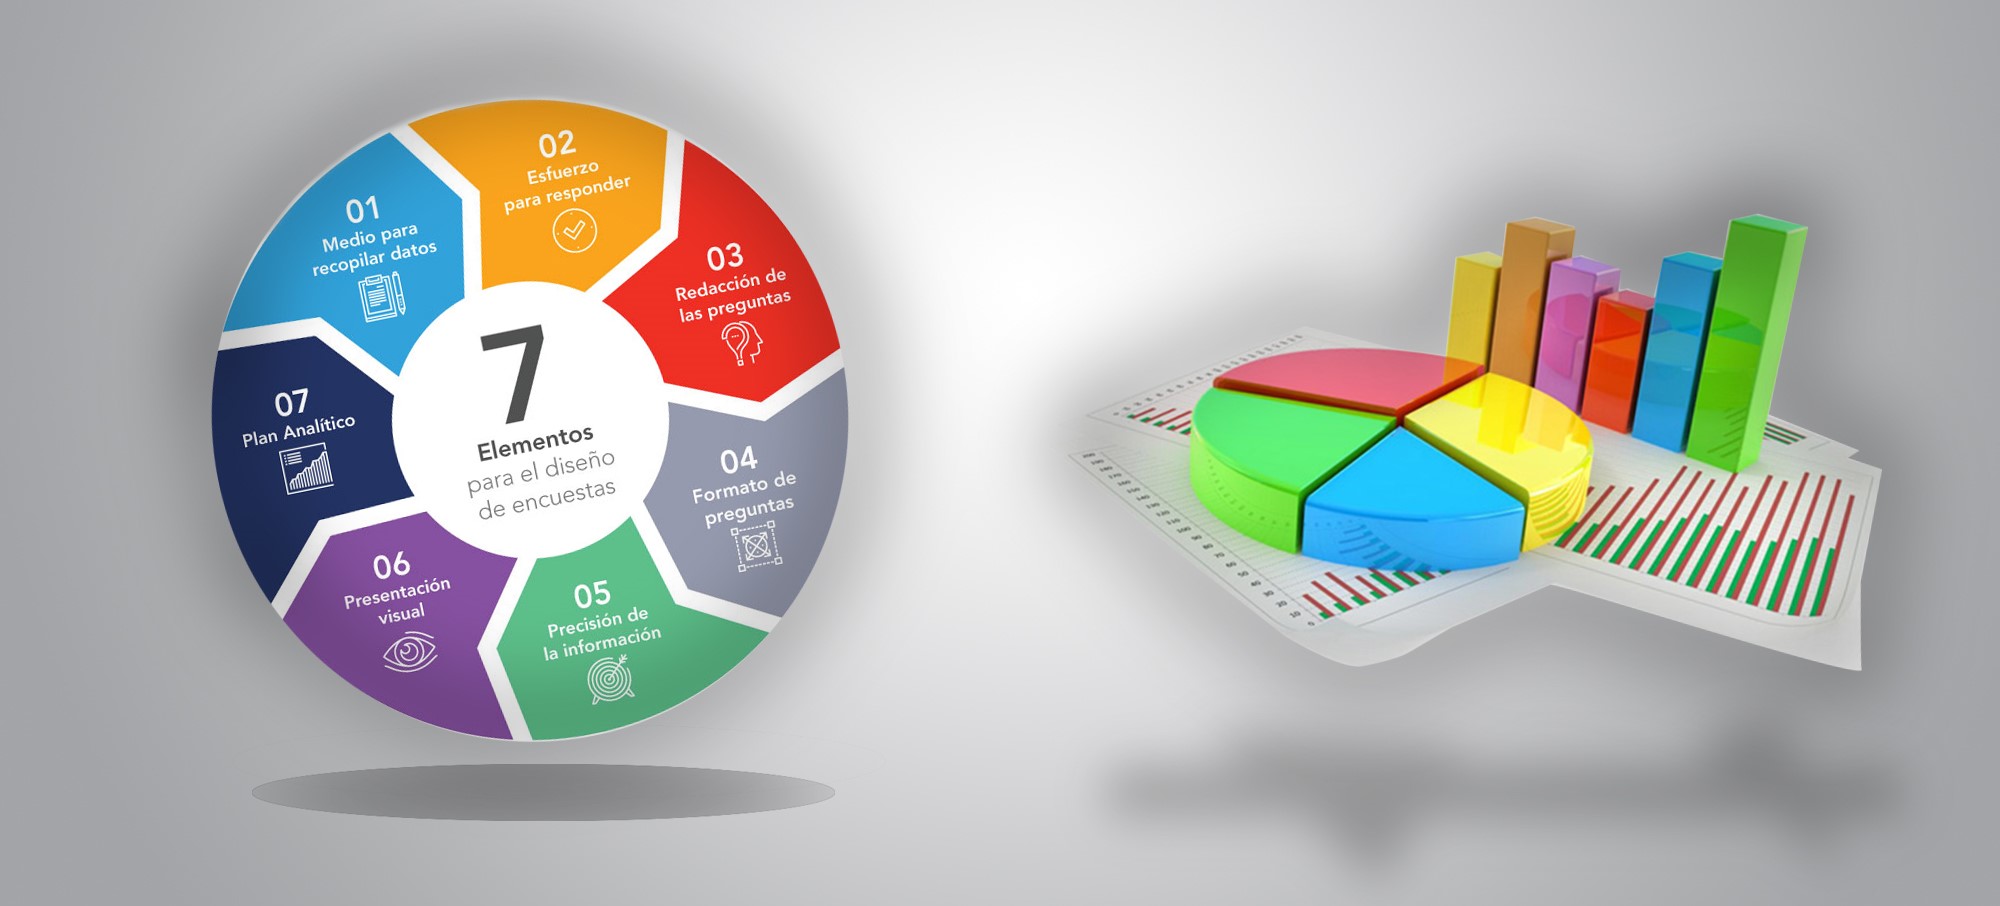 7
Elementos
para el diseño
de encuestas
01
Medio para
recopilar datos
02
Esfuerzo
para responder
03
Redacción de
las preguntas
04
Formato de
preguntas
05
Precisión de
la información
06
Presentación
visual
07
Plan Analítico